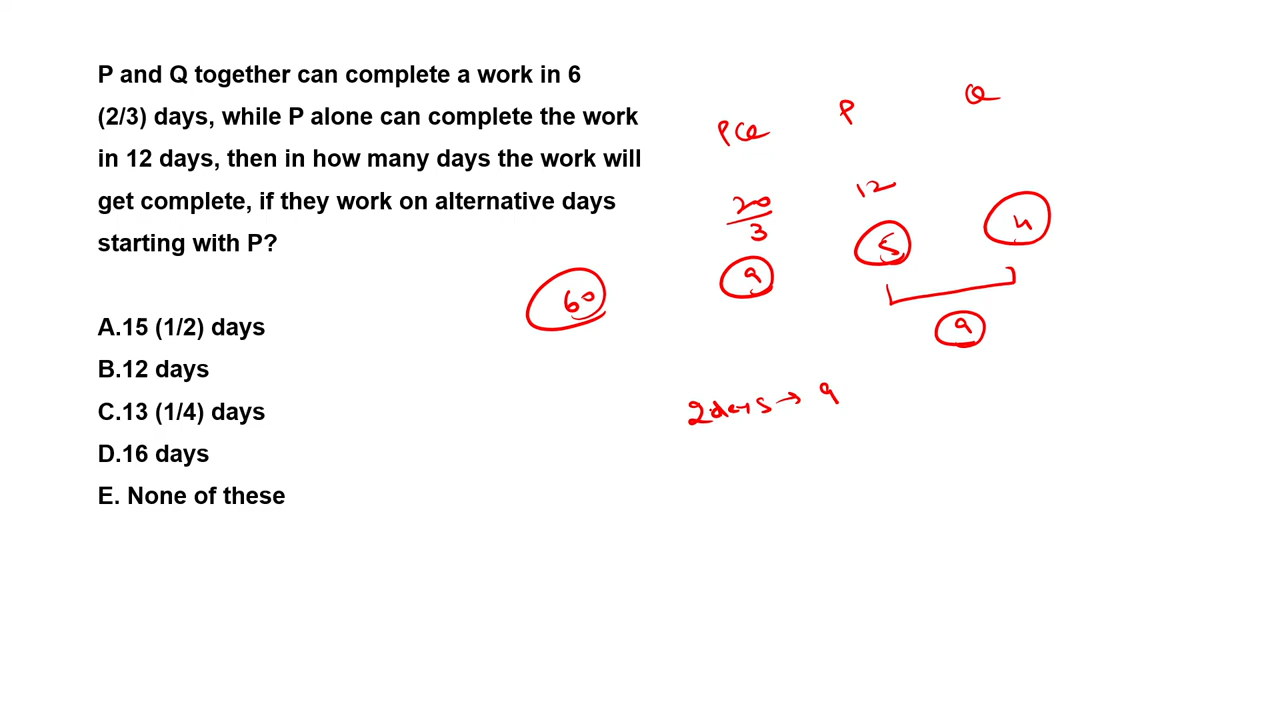 P and Q together can complete a work in 6
(2/3) days, while P alone can complete the work
in 12 days, then in how many days the work will
get complete, if they work on alternative days
starting with P?
A.15 (1/2) days
B.12 days
C.13 (1/4) days
D.16 days
E. None of these
PQ P Q
20/3 12
9 5 4
60
9
2days → 9